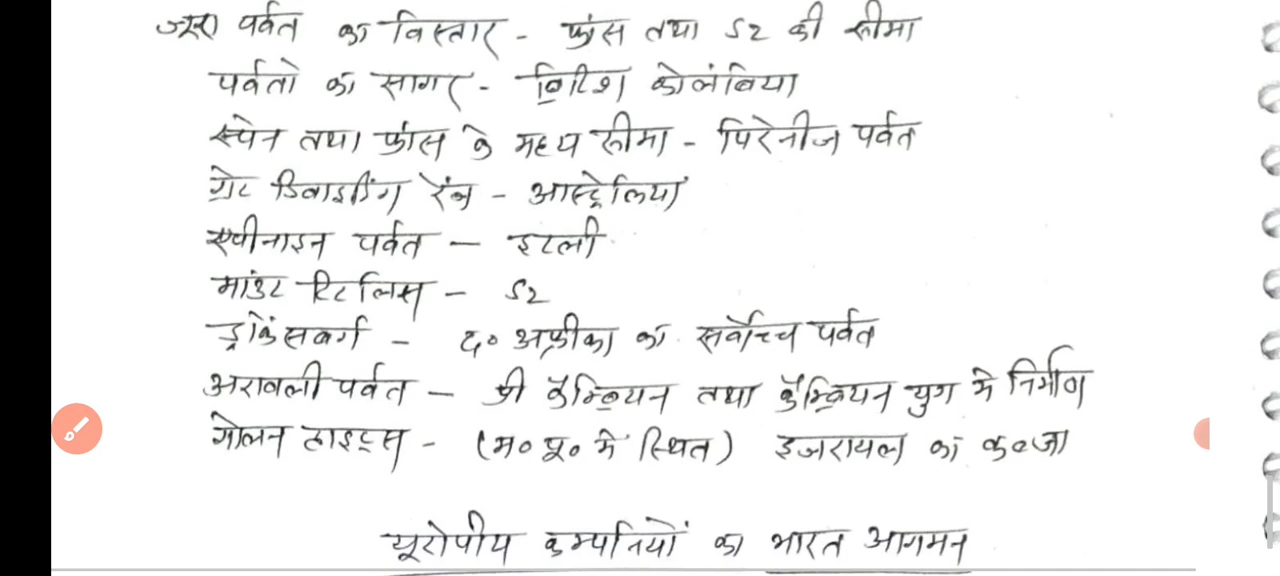 जूरा पर्वत का विस्तार - फ्रांस तथा SZ की सीमा
पर्वतो का सागर - ब्रिटिश कोलंबिया
स्पेन तथा फ्रांस के मध्य सीमा - पिरेनीज पर्वत
ग्रेट डिवाइडिंग रेंज - आस्ट्रेलिया
एपीनाइन पर्वत - इटली
माउंट टिटलिस - SZ
ड्रेकिंसबर्ग - द० अफ्रीका का सर्वोच्च पर्वत
अरावली पर्वत - प्री कैम्ब्रियन तथा कैम्ब्रियन युग मे निर्माण
गोलन हाइट्स - (म० पू० मे स्थित) इजरायल का कब्जा
यूरोपीय कम्पनियों का भारत आगमन